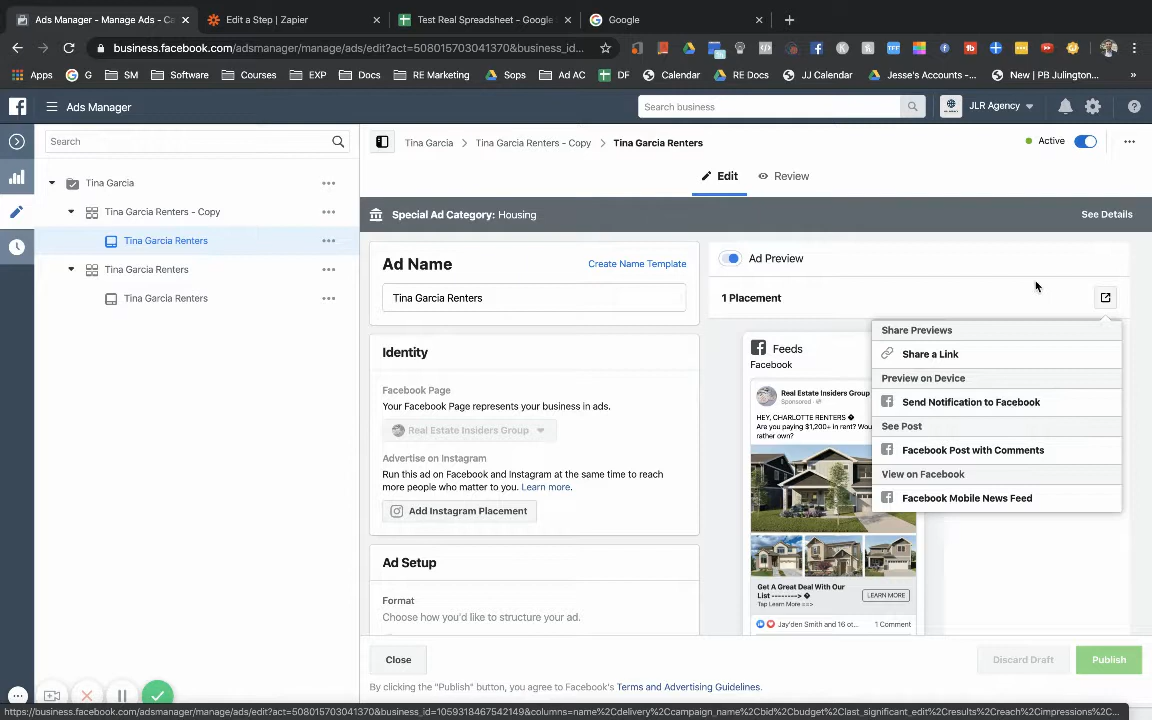 Ads Manager - Manage Ads - Ca
Edit a Step | Zapier
Test Real Spreadsheet - Google
Google
business.facebook.com/adsmanager/manage/ads/edit?act=508015703041370&business_id...
Apps
G
SM
Software
Courses
EXP
Docs
RE Marketing
Sops
Ad AC
DF
Calendar
RE Docs
JJ Calendar
Jesse's Accounts -...
New | PB Julington...
»
Ads Manager
Search business
JLR Agency
Search
Tina Garcia
Tina Garcia Renters - Copy
Tina Garcia Renters
Tina Garcia Renters
Tina Garcia Renters
Tina Garcia > Tina Garcia Renters - Copy > Tina Garcia Renters
Active
Edit
Review
Special Ad Category: Housing
See Details
Ad Name
Create Name Template
Tina Garcia Renters
Identity
Facebook Page
Your Facebook Page represents your business in ads.
Real Estate Insiders Group
Advertise on Instagram
Run this ad on Facebook and Instagram at the same time to reach
more people who matter to you. Learn more.
Add Instagram Placement
Ad Setup
Format
Choose how you'd like to structure your ad.
Ad Preview
1 Placement
Share Previews
Share a Link
Preview on Device
Send Notification to Facebook
See Post
Facebook Post with Comments
View on Facebook
Facebook Mobile News Feed
Feeds
Facebook
Real Estate Insiders Group
Sponsored ·
HEY, CHARLOTTE RENTERS �
Are you paying $1,200+ in rent? Wou
rather own?
Get A Great Deal With Our
List --------> �
Tap Learn More ==>
LEARN MORE
Jay'den Smith and 16 ot...
1 Comment
Close
Discard Draft
Publish
By clicking the "Publish" button, you agree to Facebook's Terms and Advertising Guidelines.
https://business.facebook.com/adsmanager/manage/ads/edit?act=508015703041370&business_id=1059318467542149&columns=name%2Cdelivery%2Ccampaign_name%2Cbid%2Cbudget%2Clast_significant_edit%2Cresults%2Creach%2Cimpressions%2C...